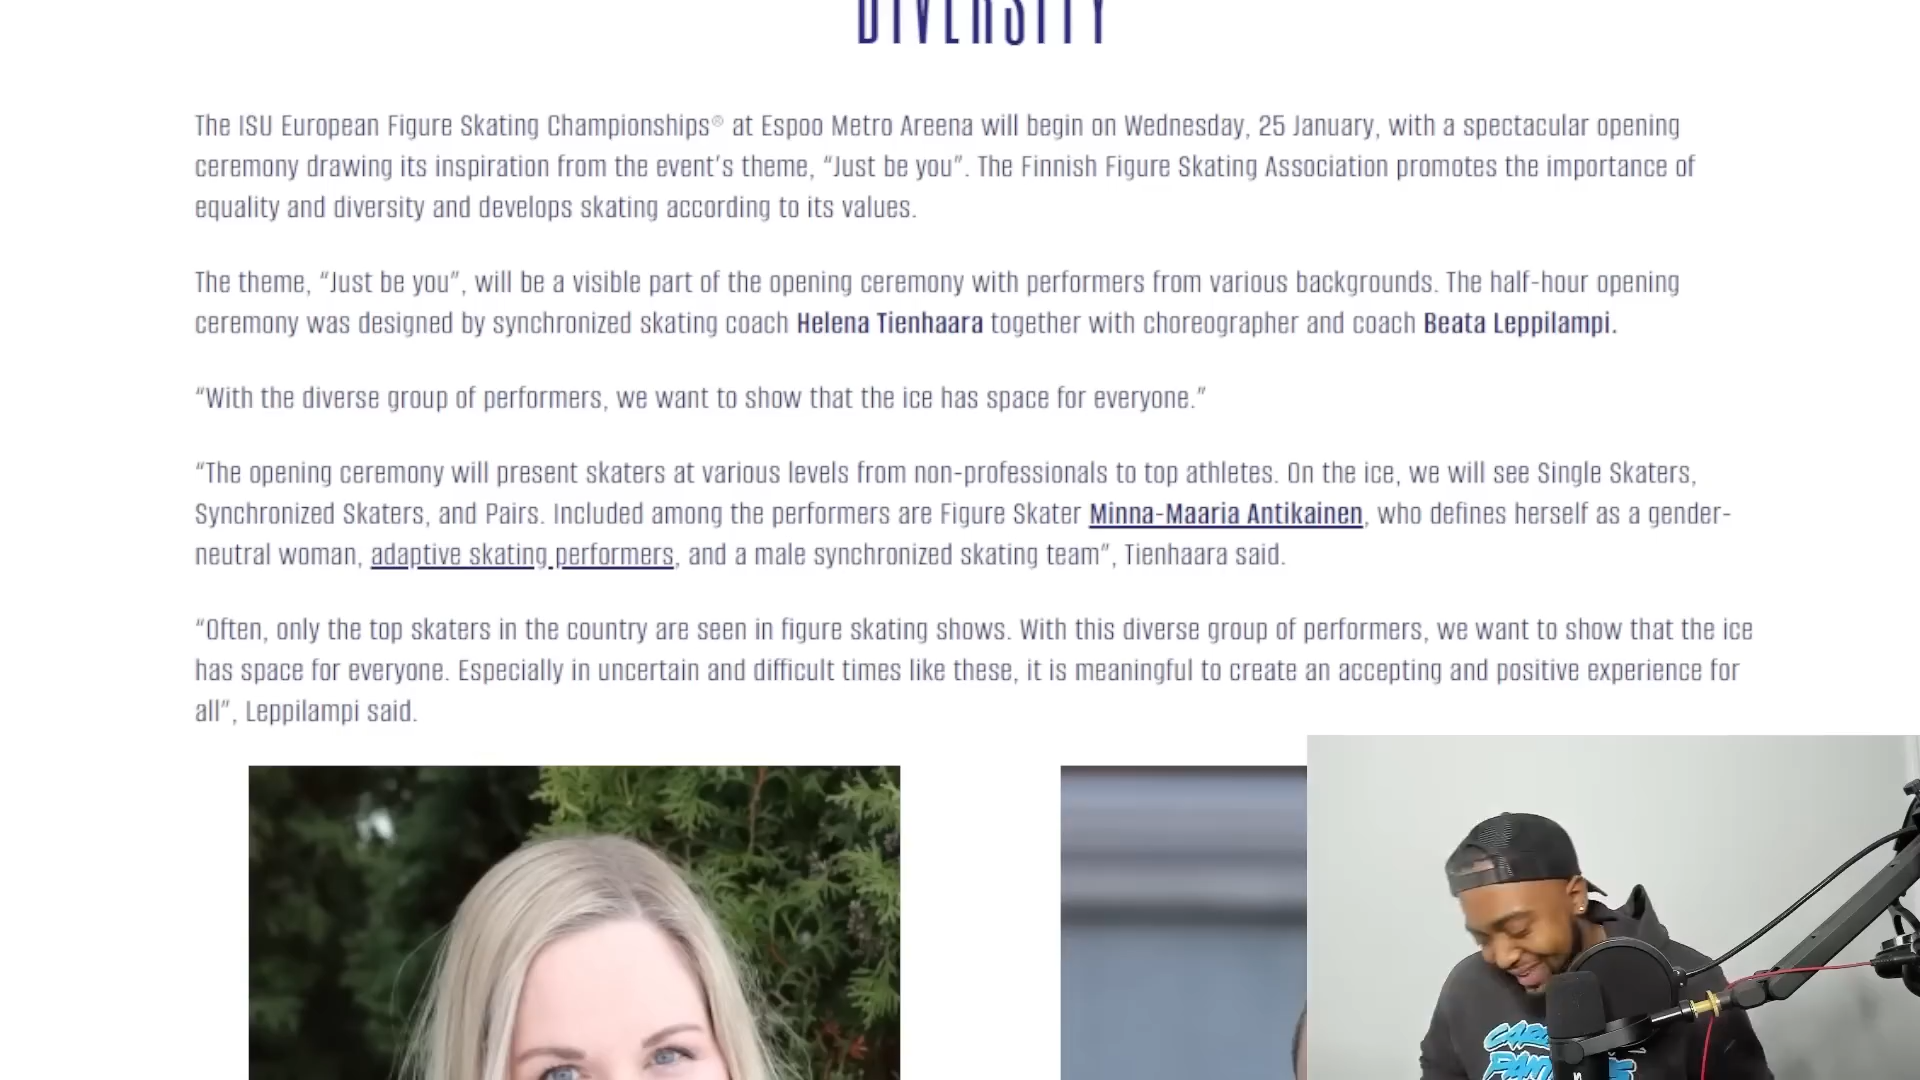 DIVERSITY
The ISU European Figure Skating Championships® at Espoo Metro Areena will begin on Wednesday, 25 January, with a spectacular opening
ceremony drawing its inspiration from the event’s theme, “Just be you”. The Finnish Figure Skating Association promotes the importance of
equality and diversity and develops skating according to its values.
The theme, “Just be you”, will be a visible part of the opening ceremony with performers from various backgrounds. The half-hour opening
ceremony was designed by synchronized skating coach Helena Tienhaara together with choreographer and coach Beata Leppilampi.
“With the diverse group of performers, we want to show that the ice has space for everyone.”
“The opening ceremony will present skaters at various levels from non-professionals to top athletes. On the ice, we will see Single Skaters,
Synchronized Skaters, and Pairs. Included among the performers are Figure Skater Minna-Maaria Antikainen, who defines herself as a gender-
neutral woman, adaptive skating performers, and a male synchronized skating team”, Tienhaara said.
“Often, only the top skaters in the country are seen in figure skating shows. With this diverse group of performers, we want to show that the ice
has space for everyone. Especially in uncertain and difficult times like these, it is meaningful to create an accepting and positive experience for
all”, Leppilampi said.